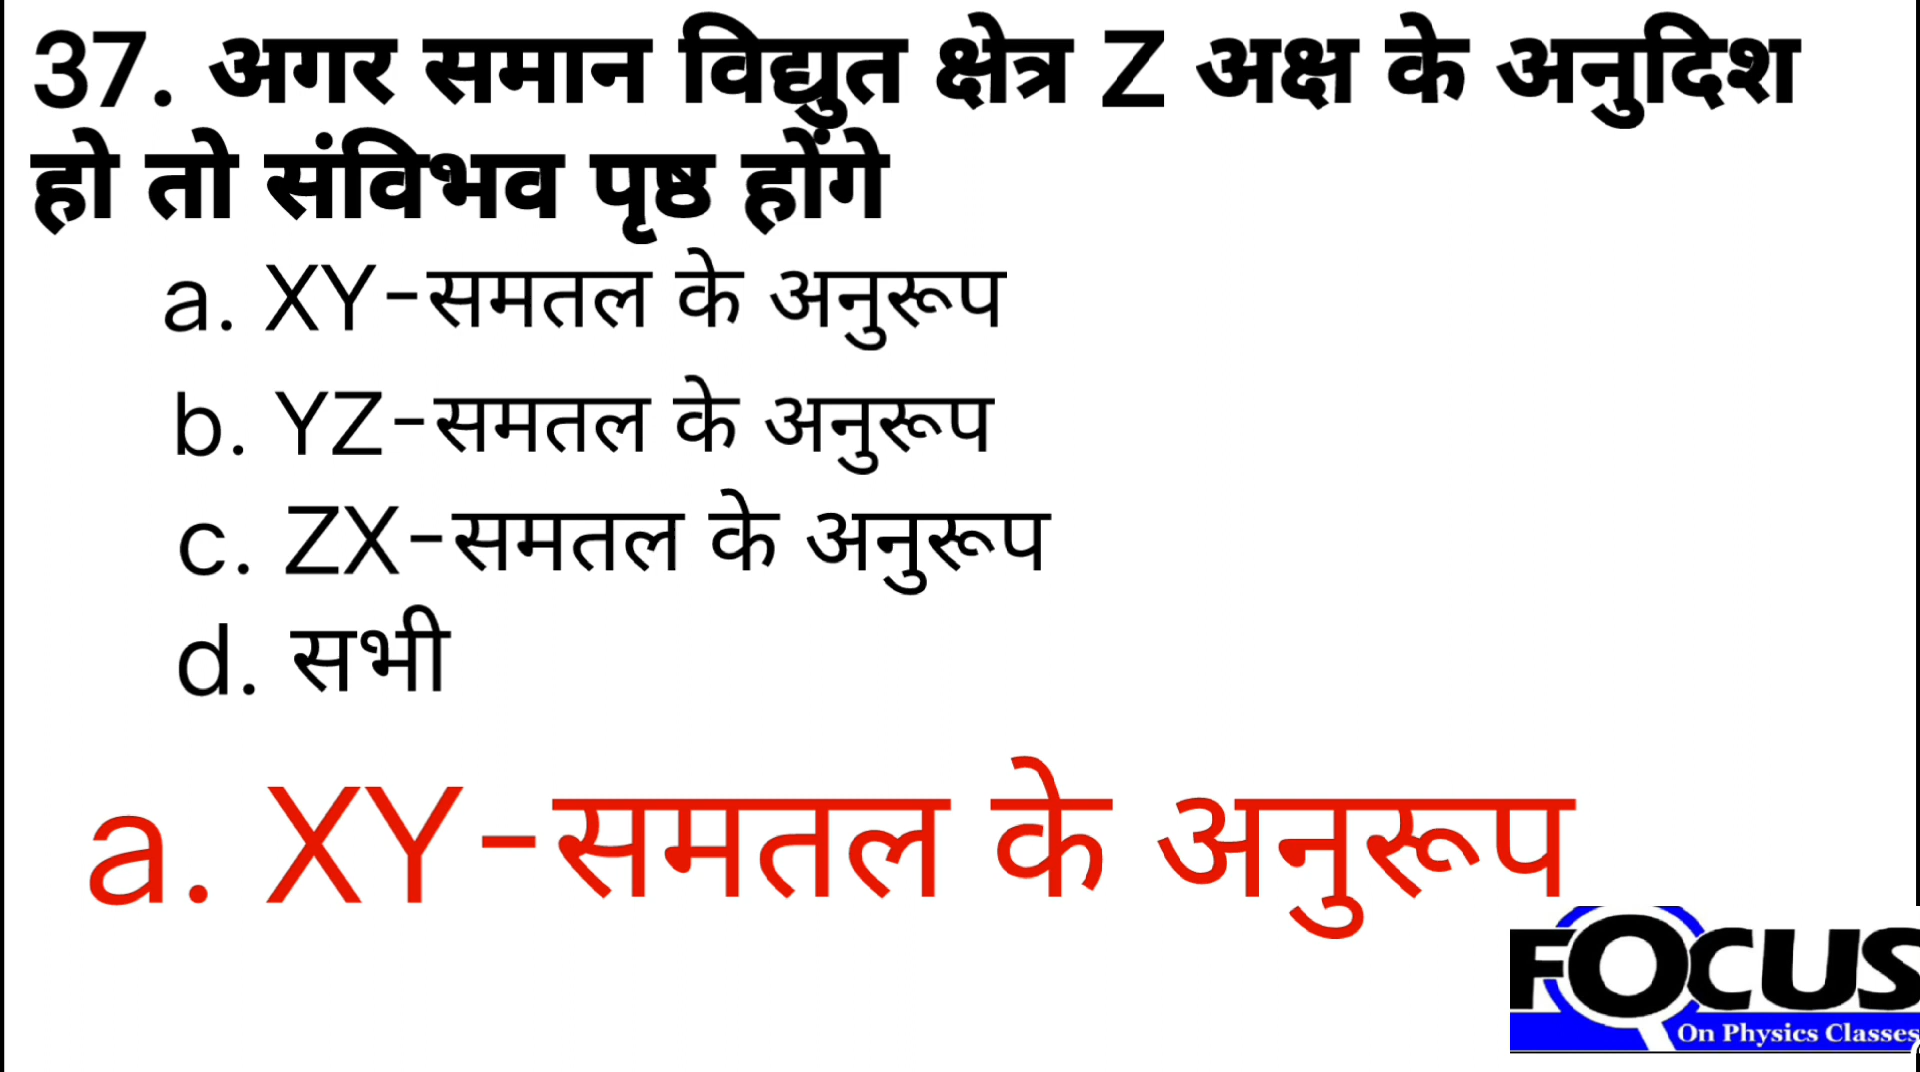 37. अगर समान विद्युत क्षेत्र Z अक्ष के अनुदिश
हो तो संविभव पृष्ठ होंगे
a. XY-समतल के अनुरूप
b. YZ-समतल के अनुरूप
c. ZX-समतल के अनुरूप
d. सभी
a. XY-समतल के अनुरूप
FOCUS
On Physics Classes